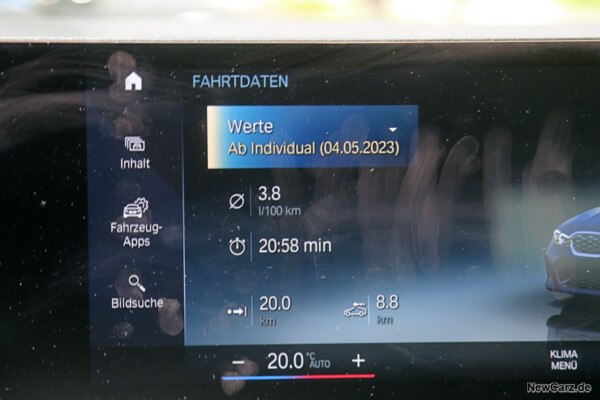 FAHRTDATEN
Werte
Ab Individual (04.05.2023)
Inhalt
3.8
l/100 km
Fahrzeug-
Apps
20:58 min
Bildsuche
20.0
km
8.8
km
− 20.0 °C AUTO +
KLIMA
MENÜ
NewCarz.de